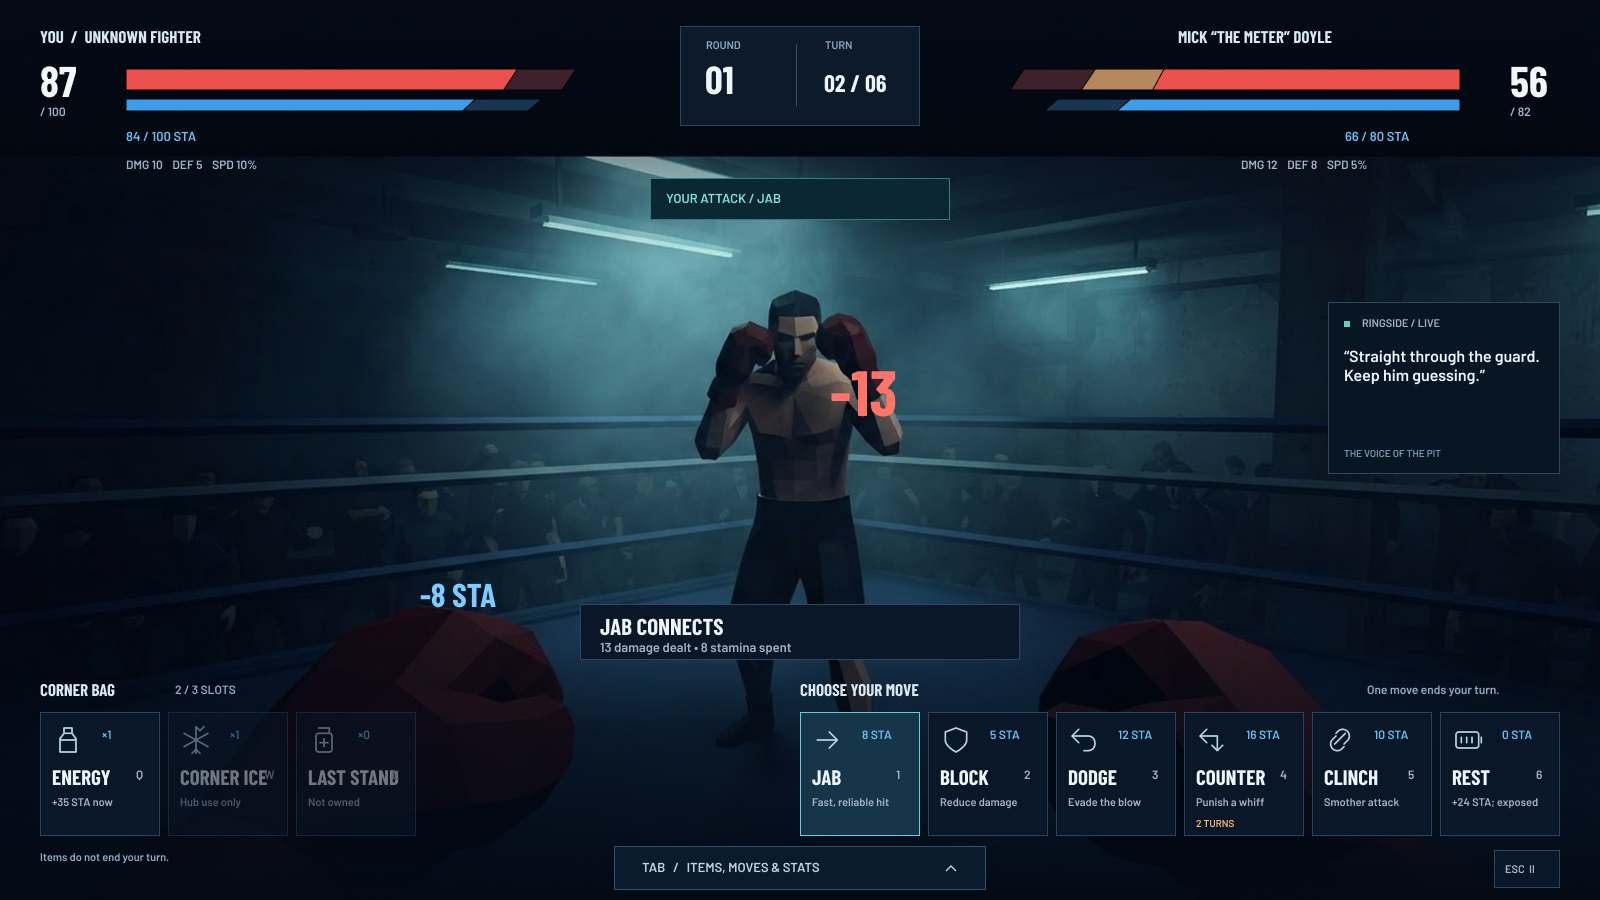 YOU / UNKNOWN FIGHTER
87
/ 100
84 / 100 STA
DMG 10 DEF 5 SPD 10%
ROUND
01
TURN
02 / 06
MICK “THE METER” DOYLE
56
/ 82
66 / 80 STA
DMG 12 DEF 8 SPD 5%
YOUR ATTACK / JAB
-13
RINGSIDE / LIVE
“Straight through the guard.
Keep him guessing.”
THE VOICE OF THE PIT
-8 STA
JAB CONNECTS
13 damage dealt • 8 stamina spent
CORNER BAG
2 / 3 SLOTS
×1
ENERGY Q
+35 STA now
×1
CORNER ICE W
Hub use only
×0
LAST STAND
Not owned
Items do not end your turn.
CHOOSE YOUR MOVE
One move ends your turn.
8 STA
JAB 1
Fast, reliable hit
5 STA
BLOCK 2
Reduce damage
12 STA
DODGE 3
Evade the blow
16 STA
COUNTER 4
Punish a whiff
2 TURNS
10 STA
CLINCH 5
Smother attack
0 STA
REST 6
+24 STA; exposed
TAB / ITEMS, MOVES & STATS
ESC II